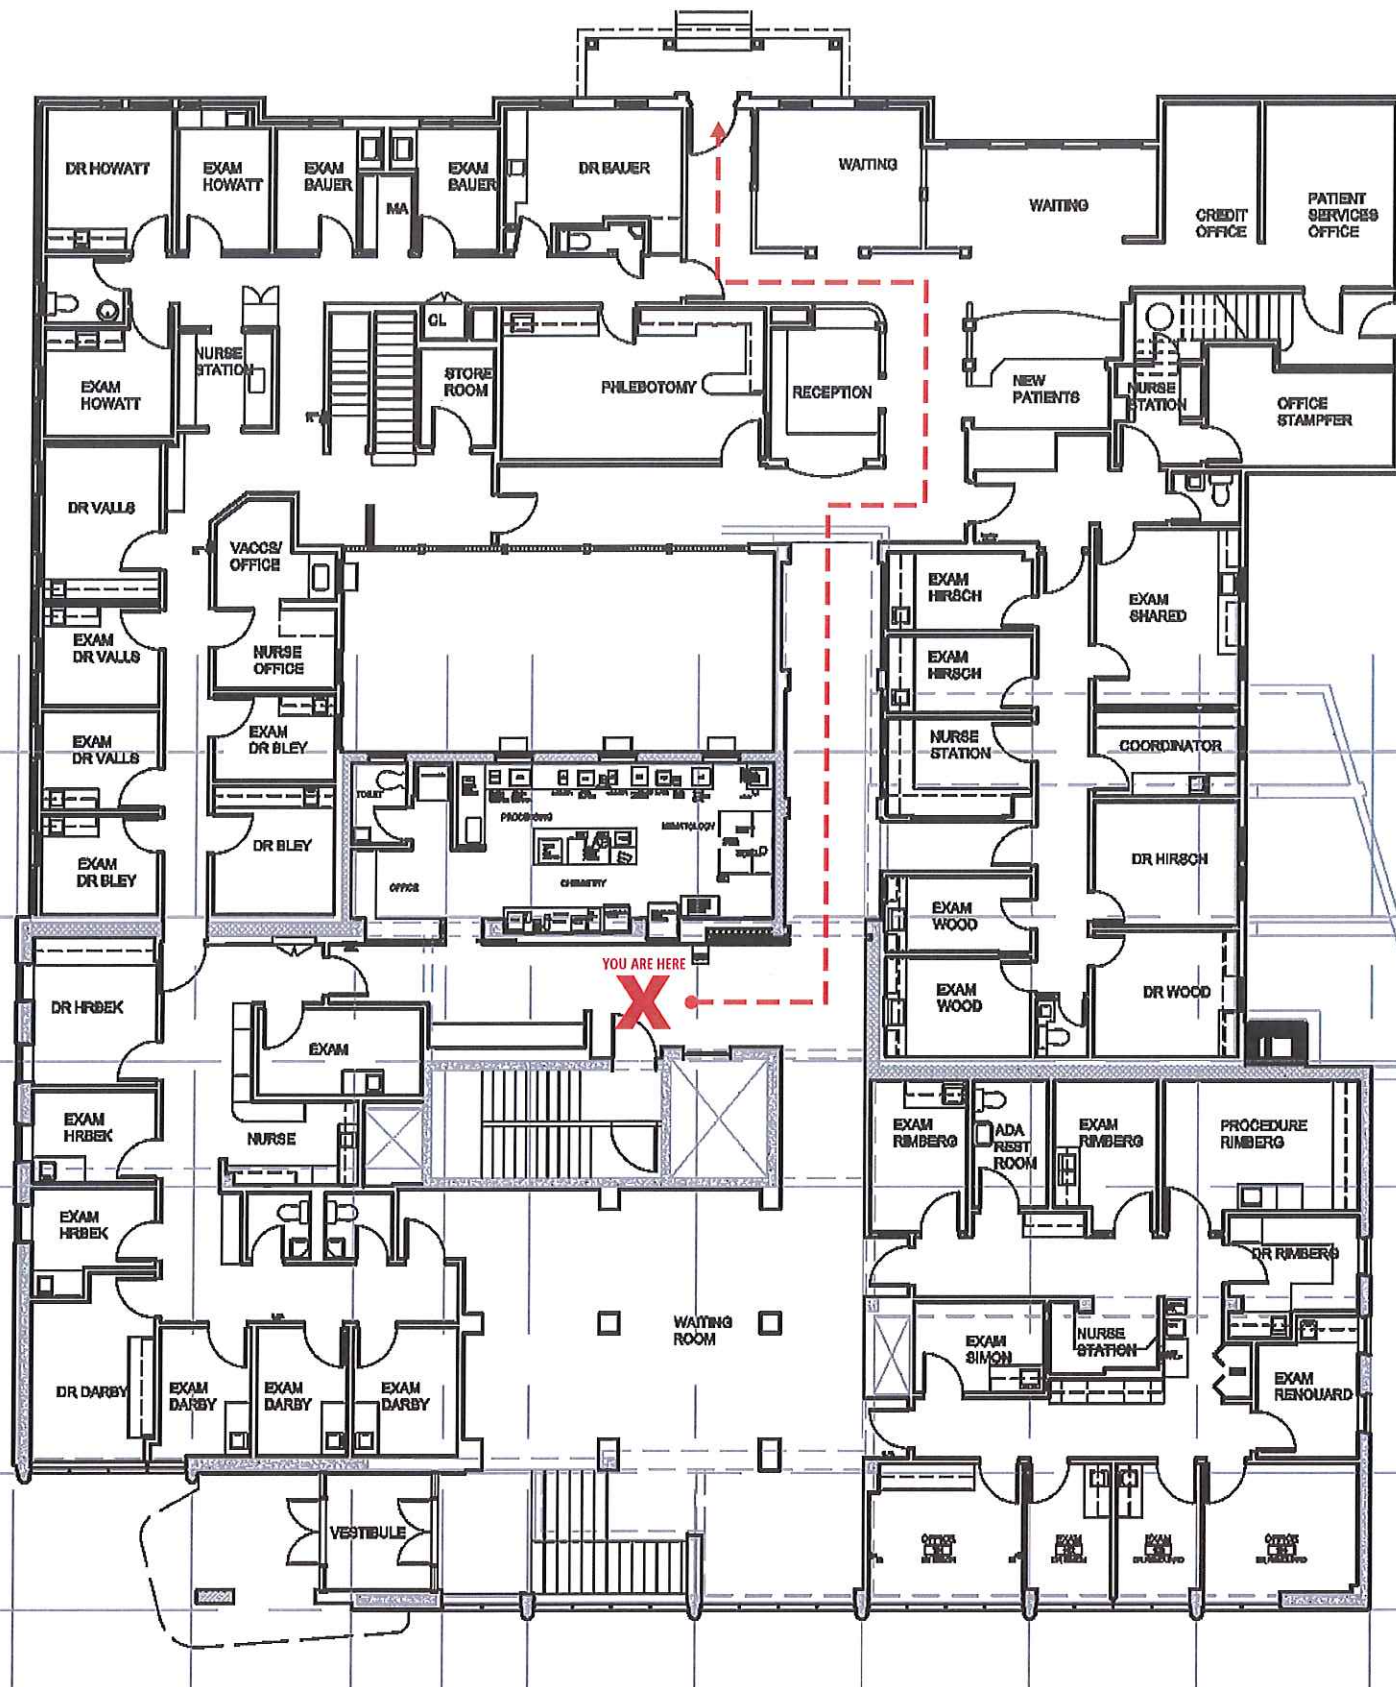 DR HOWATT
EXAM
HOWATT
EXAM
BAUER
MA
EXAM
BAUER
DR BAUER
WAITING
WAITING
CREDIT
OFFICE
PATIENT
SERVICES
OFFICE
CL
NURSE
STATION
EXAM
HOWATT
STORE
ROOM
PHLEBOTOMY
RECEPTION
NEW
PATIENTS
NURSE
STATION
OFFICE
STAMPFER
DR VALLS
VACCS/
OFFICE
EXAM
HIRSCH
EXAM
SHARED
EXAM
DR VALLS
NURSE
OFFICE
EXAM
HIRSCH
EXAM
DR VALLS
EXAM
DR BLEY
NURSE
STATION
COORDINATOR
TOILET
PROCESSING
HEMATOLOGY
EXAM
DR BLEY
DR BLEY
OFFICE
CHEMISTRY
DR HIRSCH
EXAM
WOOD
YOU ARE HERE
X
DR HRBEK
EXAM
WOOD
DR WOOD
EXAM
EXAM
HRBEK
NURSE
EXAM
RIMBERG
ADA
REST
ROOM
EXAM
RIMBERG
PROCEDURE
RIMBERG
EXAM
HRBEK
DR RIMBERG
WAITING
ROOM
EXAM
SIMON
NURSE
STATION
DR DARBY
EXAM
DARBY
EXAM
DARBY
EXAM
DARBY
EXAM
RENOUARD
VESTIBULE
OFFICE
EXAM
EXAM
OFFICE